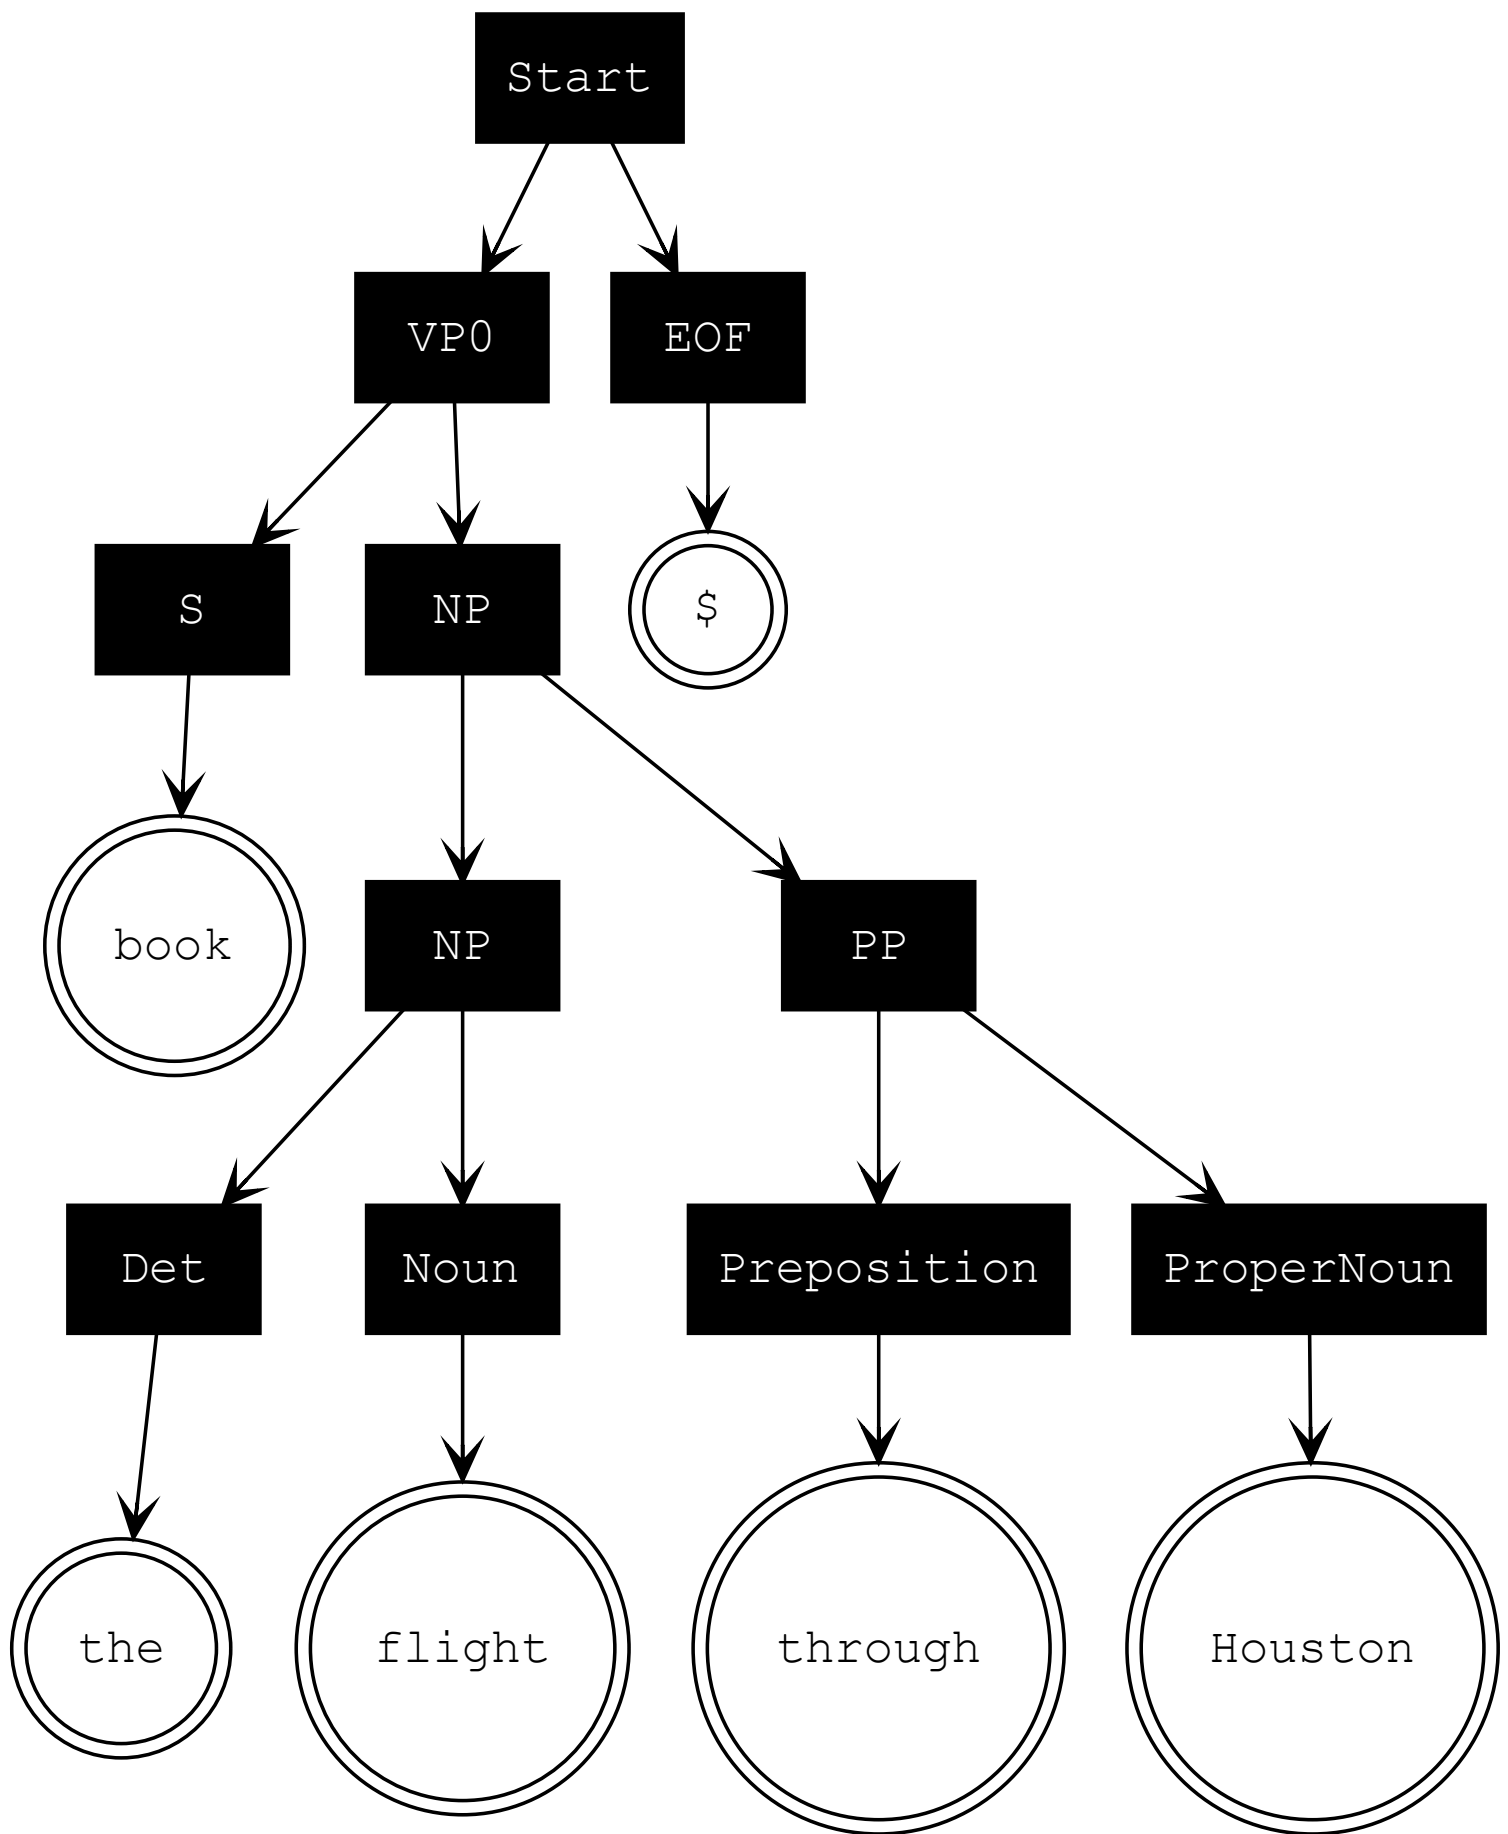 Start
VP0
EOF
S
NP
$
book
NP
PP
Det
Noun
Preposition
ProperNoun
the
flight
through
Houston